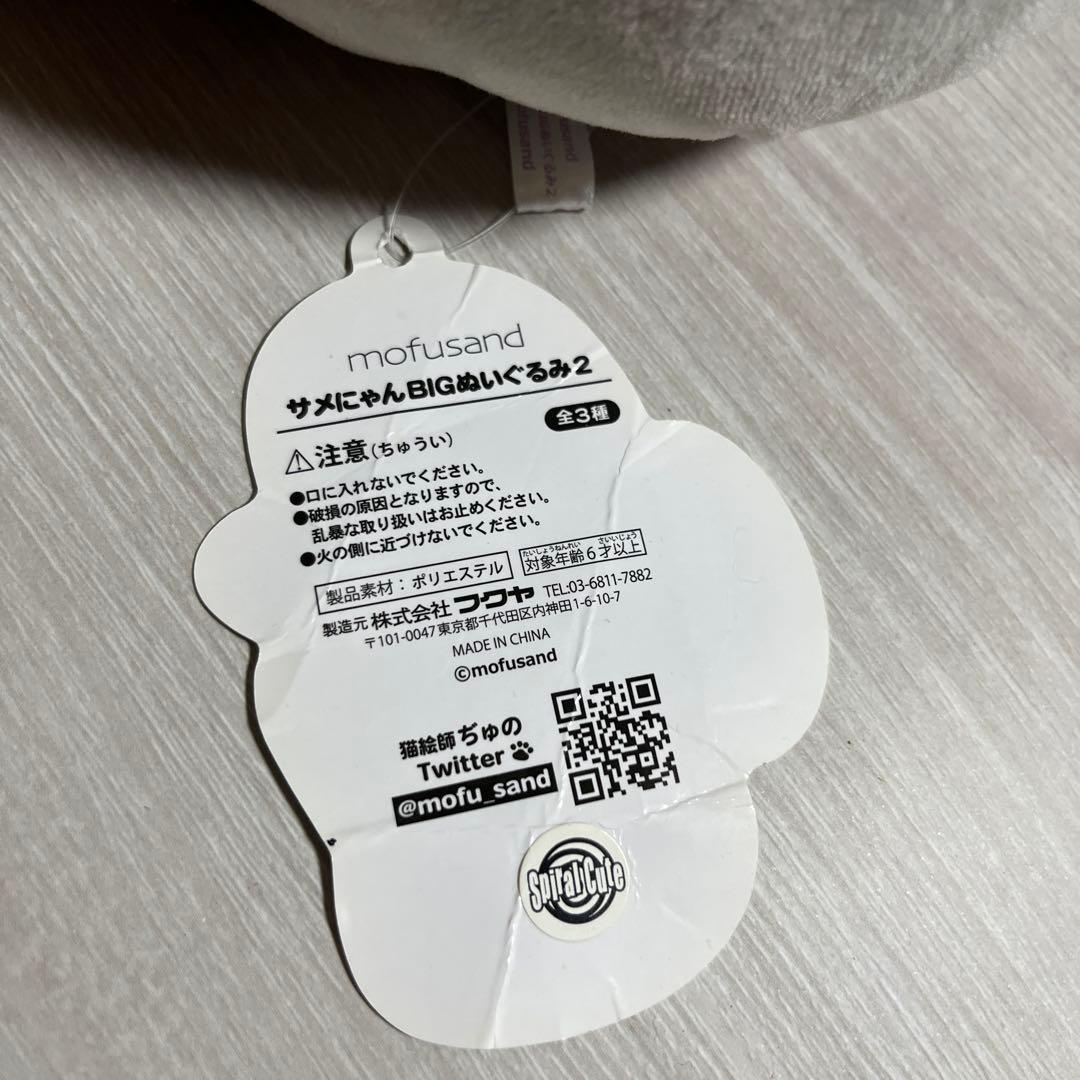 mofusand
サメにゃんBIGぬいぐるみ2
全3種
⚠注意(ちゅうい)
●口に入れないでください。
●破損の原因となりますので、
乱暴な取り扱いはお止めください。
●火の側に近づけないでください。
製品素材:ポリエステル
たいしょうねんれい さいいじょう
対象年齢6才以上
製造元 株式会社フクヤ TEL:03-6811-7882
〒101-0047 東京都千代田区内神田1-6-10-7
MADE IN CHINA
©mofusand
猫絵師ぢゅの
Twitter
@mofu_sand
Spiral Cute